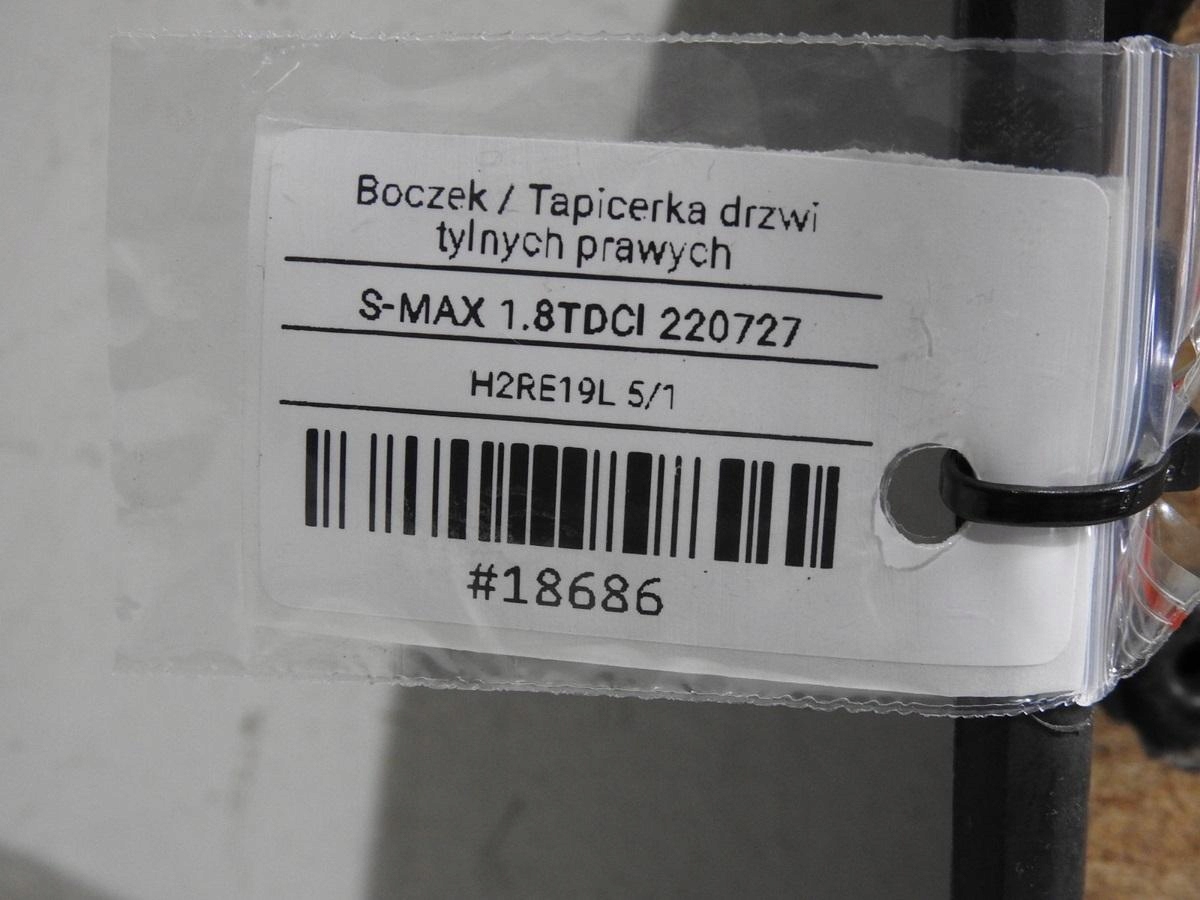 Boczek / Tapicerka drzwi
tylnych prawych
S-MAX 1.8TDCI 220727
H2RE19L 5/1
#18686